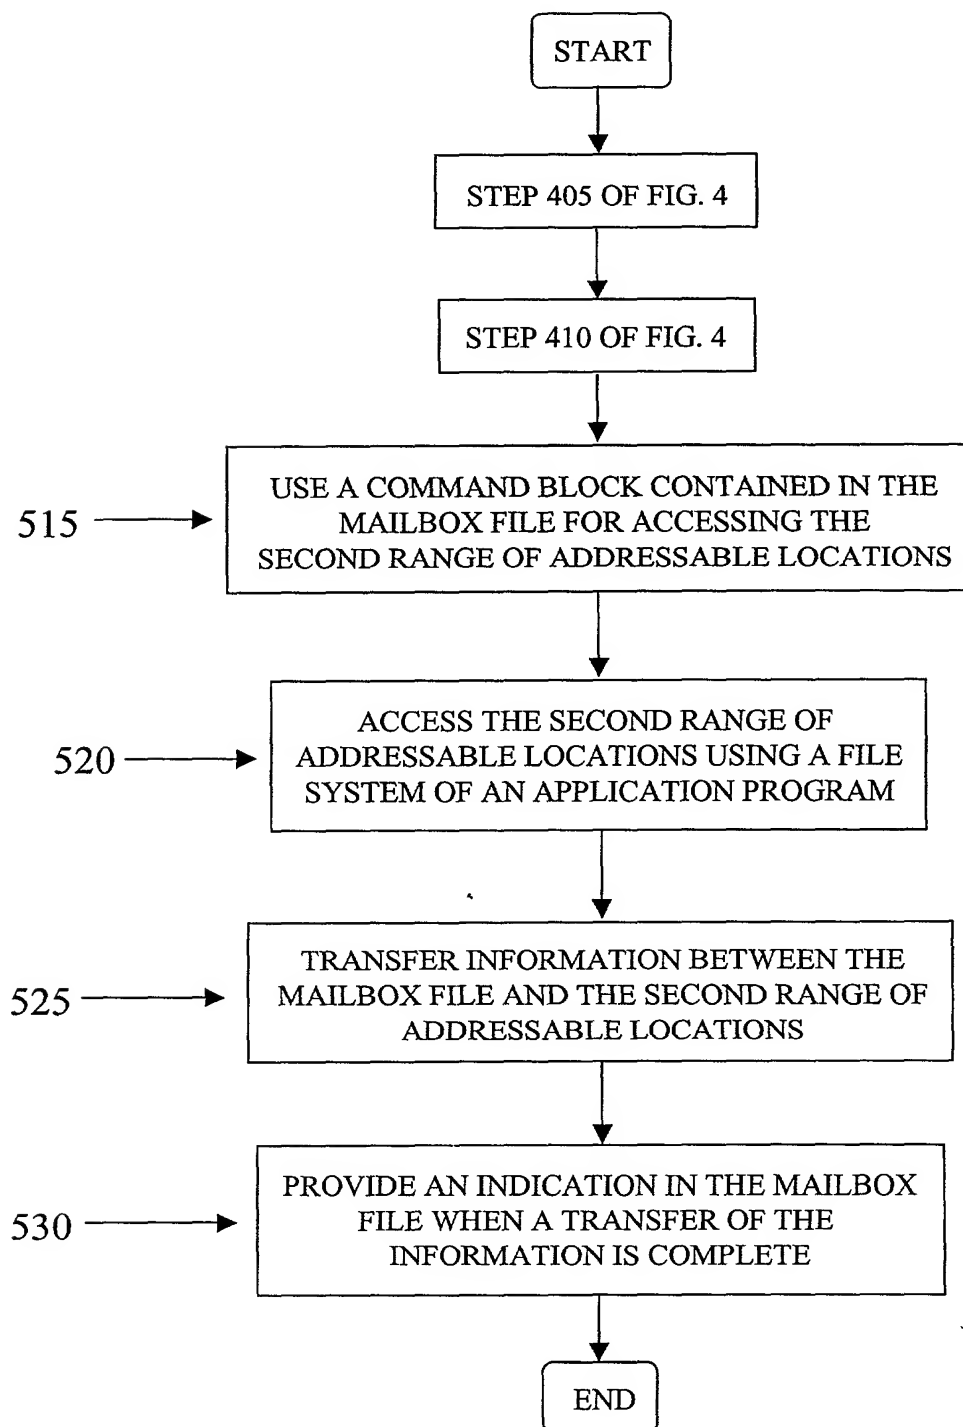 START
STEP 405 OF FIG. 4
STEP 410 OF FIG. 4
515
USE A COMMAND BLOCK CONTAINED IN THE
MAILBOX FILE FOR ACCESSING THE
SECOND RANGE OF ADDRESSABLE LOCATIONS
520
ACCESS THE SECOND RANGE OF
ADDRESSABLE LOCATIONS USING A FILE
SYSTEM OF AN APPLICATION PROGRAM
525
TRANSFER INFORMATION BETWEEN THE
MAILBOX FILE AND THE SECOND RANGE OF
ADDRESSABLE LOCATIONS
530
PROVIDE AN INDICATION IN THE MAILBOX
FILE WHEN A TRANSFER OF THE
INFORMATION IS COMPLETE
END